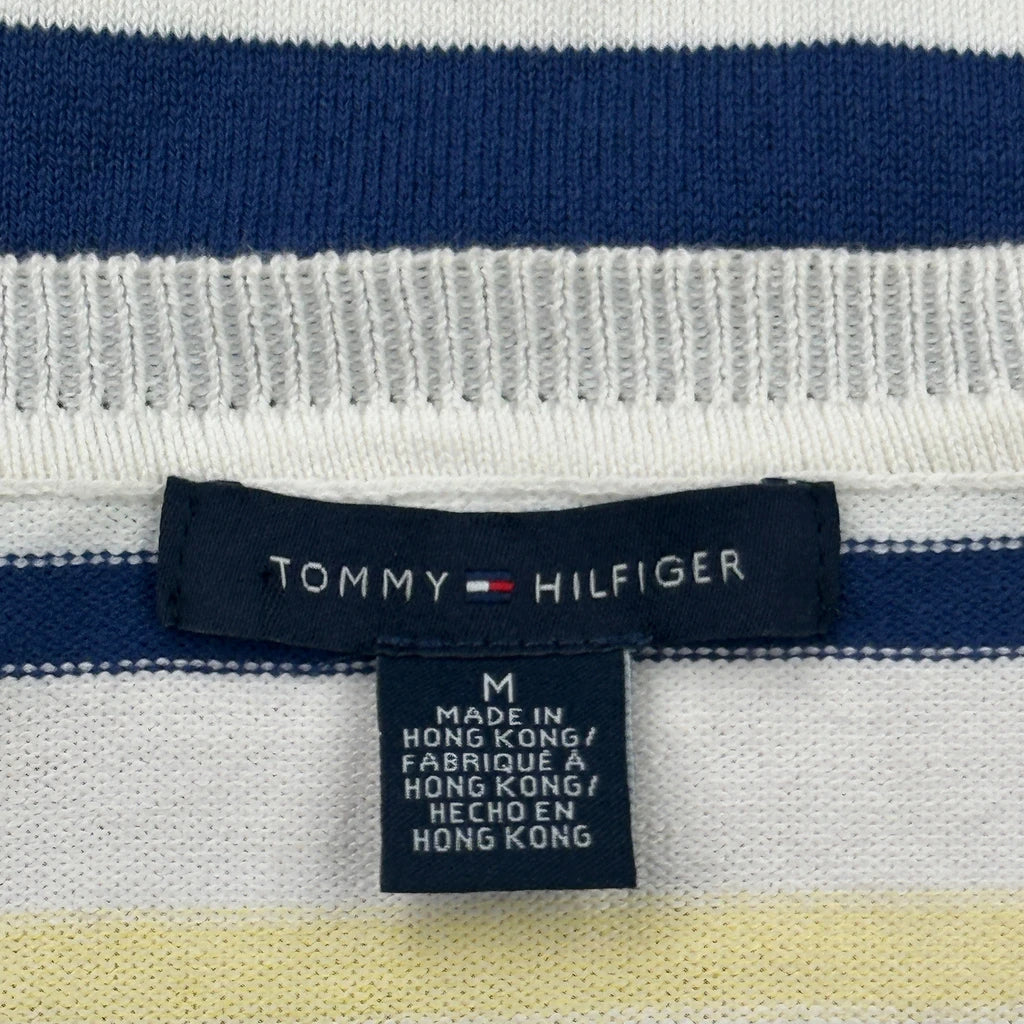 TOMMY HILFIGER
M
MADE IN
HONG KONG/
FABRIQUÉ À
HONG KONG/
HECHO EN
HONG KONG